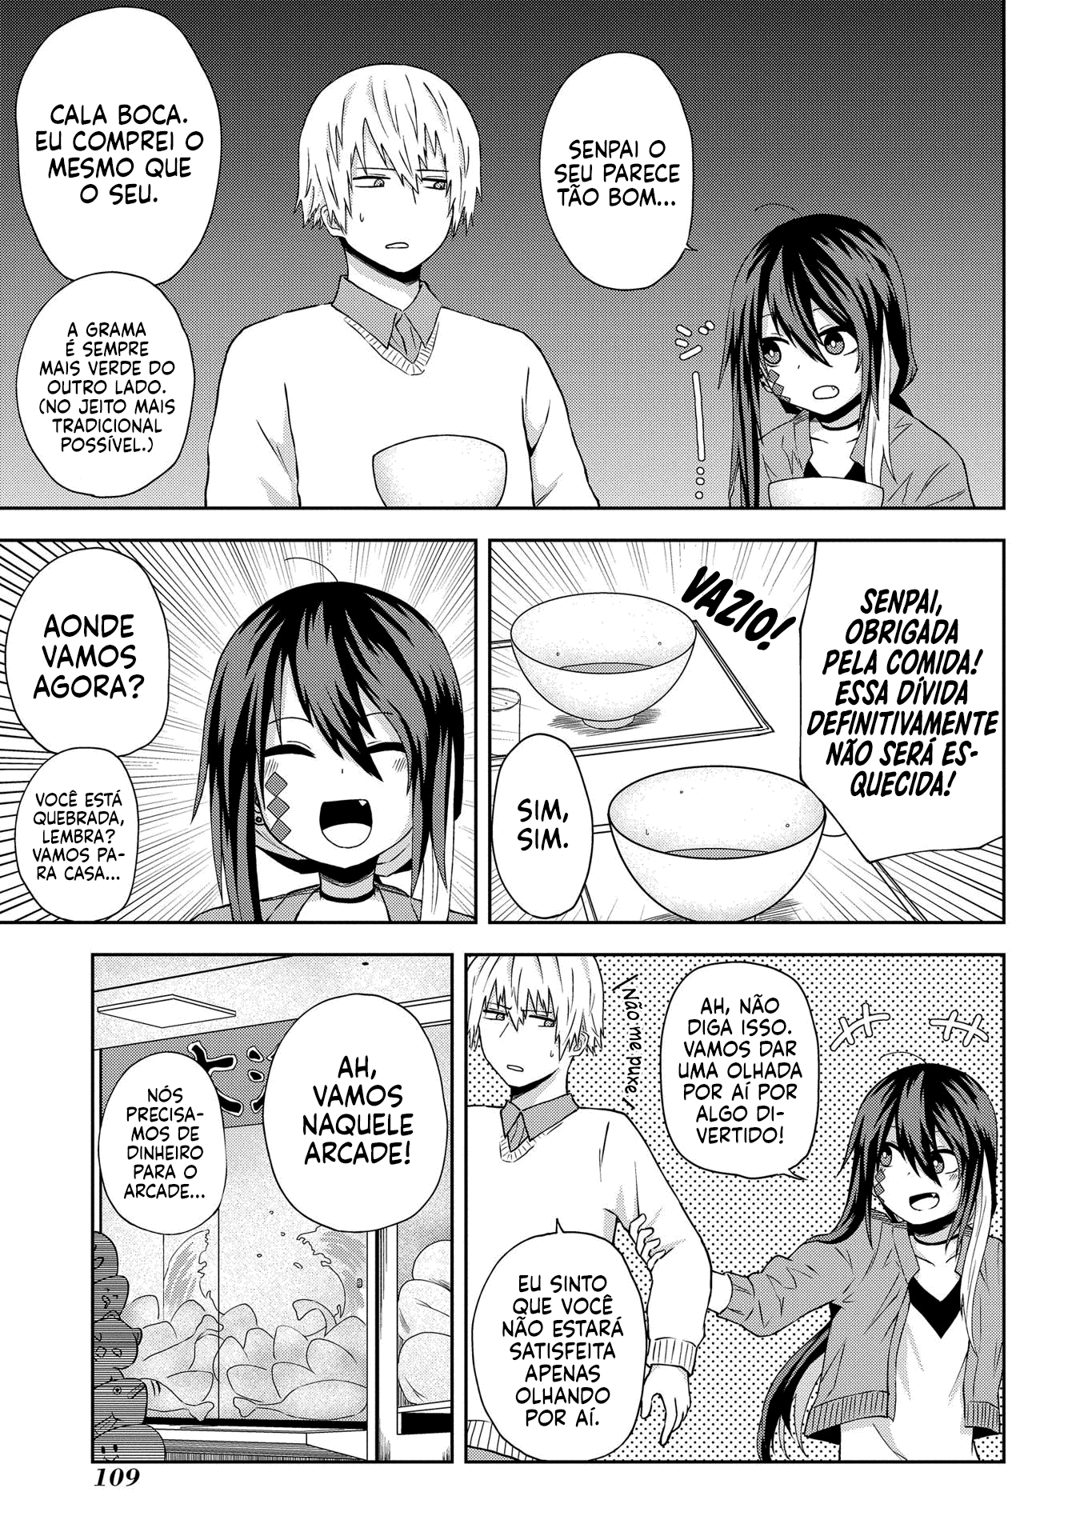 SENPAI O
SEU PARECE
TÃO BOM...
CALA BOCA.
EU COMPREI O
MESMO QUE
O SEU.
A GRAMA
É SEMPRE
MAIS VERDE DO
OUTRO LADO.
(NO JEITO MAIS
TRADICIONAL
POSSÍVEL.)
SENPAI,
OBRIGADA
PELA COMIDA!
ESSA DÍVIDA
DEFINITIVAMENTE
NÃO SERÁ ES-
QUECIDA!
VAZIO!
SIM,
SIM.
AONDE
VAMOS
AGORA?
VOCÊ ESTÁ
QUEBRADA,
LEMBRA?
VAMOS PA-
RA CASA...
AH, NÃO
DIGA ISSO.
VAMOS DAR
UMA OLHADA
POR AÍ POR
ALGO DI-
VERTIDO!
Não me puxe
EU SINTO
QUE VOCÊ
NÃO ESTARÁ
SATISFEITA
APENAS
OLHANDO
POR AÍ.
AH,
VAMOS
NAQUELE
ARCADE!
NÓS
PRECISA-
MOS DE
DINHEIRO
PARA O
ARCADE...
109